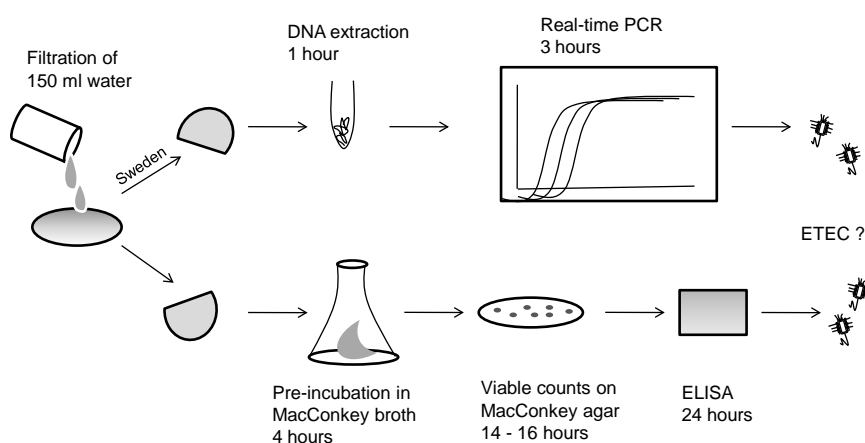 Filtration of
150 ml water
DNA extraction
1 hour
Real-time PCR
3 hours
Sweden
ETEC ?
Pre-incubation in
MacConkey broth
4 hours
Viable counts on
MacConkey agar
14 - 16 hours
ELISA
24 hours